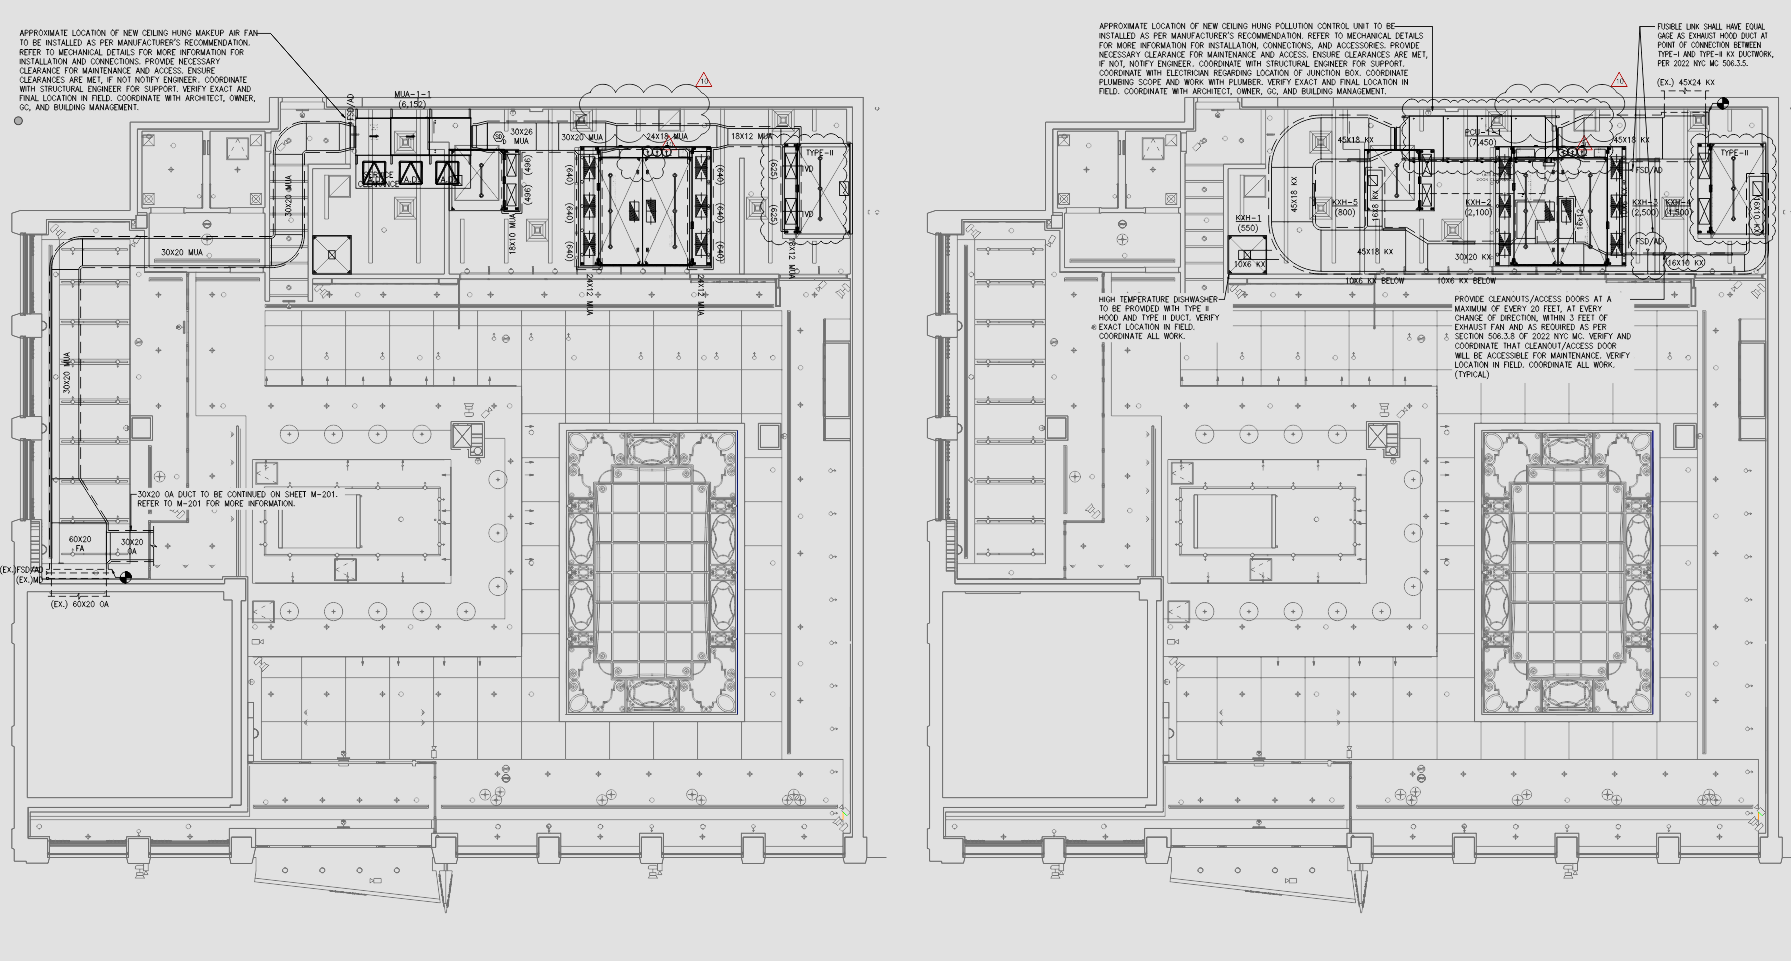 APPROXIMATE LOCATION OF NEW CEILING HUNG MAKEUP AIR FAN
TO BE INSTALLED AS PER MANUFACTURER'S RECOMMENDATION.
REFER TO MECHANICAL DETAILS FOR MORE INFORMATION FOR
INSTALLATION AND CONNECTIONS. PROVIDE NECESSARY
CLEARANCE FOR MAINTENANCE AND ACCESS. ENSURE
CLEARANCES ARE MET, IF NOT NOTIFY ENGINEER. COORDINATE
WITH STRUCTURAL ENGINEER FOR SUPPORT. VERIFY EXACT AND
FINAL LOCATION IN FIELD. COORDINATE WITH ARCHITECT, OWNER,
GC, AND BUILDING MANAGEMENT.
FSD/AD
MUA-1-1
(6,152)
30X26
MUA
30X20 MUA
24X18 MUA
18X12 MUA
TYPE-II
VD
VD
SERVICE
CLEARANCE
(496)
(496)
(640)
(640)
(640)
(640)
(640)
(640)
(625)
(625)
30X20 MUA
18X10 MUA
24X12 MUA
24X12 MUA
30X20 MUA
30X20 MUA
30X20 OA DUCT TO BE CONTINUED ON SHEET M-201.
REFER TO M-201 FOR MORE INFORMATION.
60X20
FA
30X20
OA
(EX.)FSD/AD
(EX.)MD
(EX.) 60X20 OA
APPROXIMATE LOCATION OF NEW CEILING HUNG POLLUTION CONTROL UNIT TO BE
INSTALLED AS PER MANUFACTURER'S RECOMMENDATION. REFER TO MECHANICAL DETAILS
FOR MORE INFORMATION FOR INSTALLATION, CONNECTIONS, AND ACCESSORIES. PROVIDE
NECESSARY CLEARANCE FOR MAINTENANCE AND ACCESS. ENSURE CLEARANCES ARE MET,
IF NOT, NOTIFY ENGINEER. COORDINATE WITH STRUCTURAL ENGINEER FOR SUPPORT.
COORDINATE WITH ELECTRICIAN REGARDING LOCATION OF JUNCTION BOX. COORDINATE
PLUMBING SCOPE AND WORK WITH PLUMBER. VERIFY EXACT AND FINAL LOCATION IN
FIELD. COORDINATE WITH ARCHITECT, OWNER, GC, AND BUILDING MANAGEMENT.
FUSIBLE LINK SHALL HAVE EQUAL
GAGE AS EXHAUST HOOD DUCT AT
POINT OF CONNECTION BETWEEN
TYPE-I AND TYPE-II KX DUCTWORK,
PER 2022 NYC MC 506.3.5.
(EX.) 45X24 KX
45X18 KX
PCU-1-1
(7,450)
45X18 KX
TYPE-II
FSD/AD
45X18 KX
KXH-5
(800)
KXH-2
(2,100)
KXH-3
(2,500)
KXH-4
(1,500)
KXH-1
(550)
10X6 KX
45X18 KX
30X20 KX
FSD/AD
16X10 KX
10X6 KX BELOW
10X6 KX BELOW
HIGH TEMPERATURE DISHWASHER
TO BE PROVIDED WITH TYPE II
HOOD AND TYPE II DUCT. VERIFY
EXACT LOCATION IN FIELD.
COORDINATE ALL WORK.
PROVIDE CLEANOUTS/ACCESS DOORS AT A
MAXIMUM OF EVERY 20 FEET, AT EVERY
CHANGE OF DIRECTION, WITHIN 3 FEET OF
EXHAUST FAN AND AS REQUIRED AS PER
SECTION 506.3.8 OF 2022 NYC MC. VERIFY AND
COORDINATE THAT CLEANOUT/ACCESS DOOR
WILL BE ACCESSIBLE FOR MAINTENANCE. VERIFY
LOCATION IN FIELD. COORDINATE ALL WORK.
(TYPICAL)